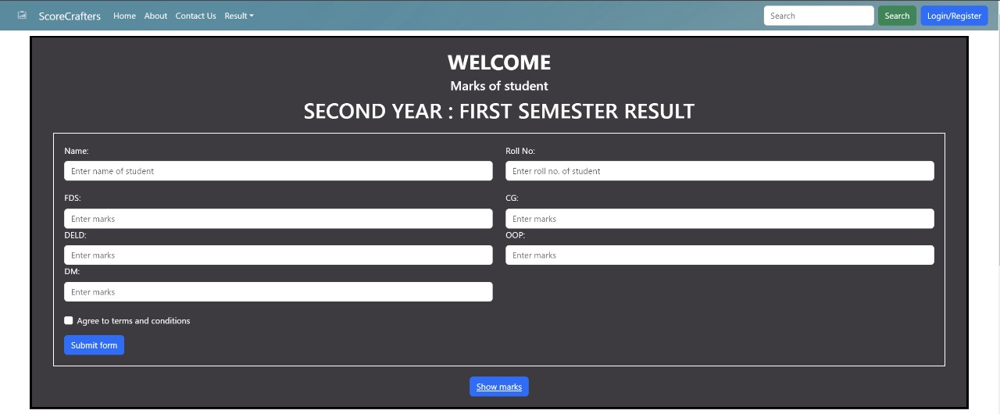 ScoreCrafters Home About Contact Us Result Search Search Login/Register
WELCOME
Marks of student
SECOND YEAR : FIRST SEMESTER RESULT
Name: Roll No:
Enter name of student Enter roll no. of student
FDS: CG:
Enter marks Enter marks
DELD: OOP:
Enter marks Enter marks
DM:
Enter marks
Agree to terms and conditions
Submit form
Show marks